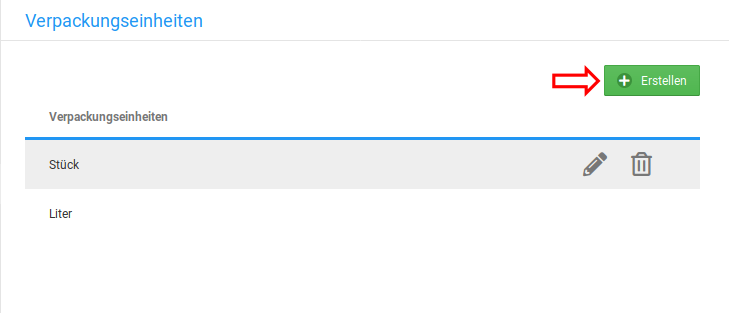 Verpackungseinheiten
Erstellen
Verpackungseinheiten
Stück
Liter